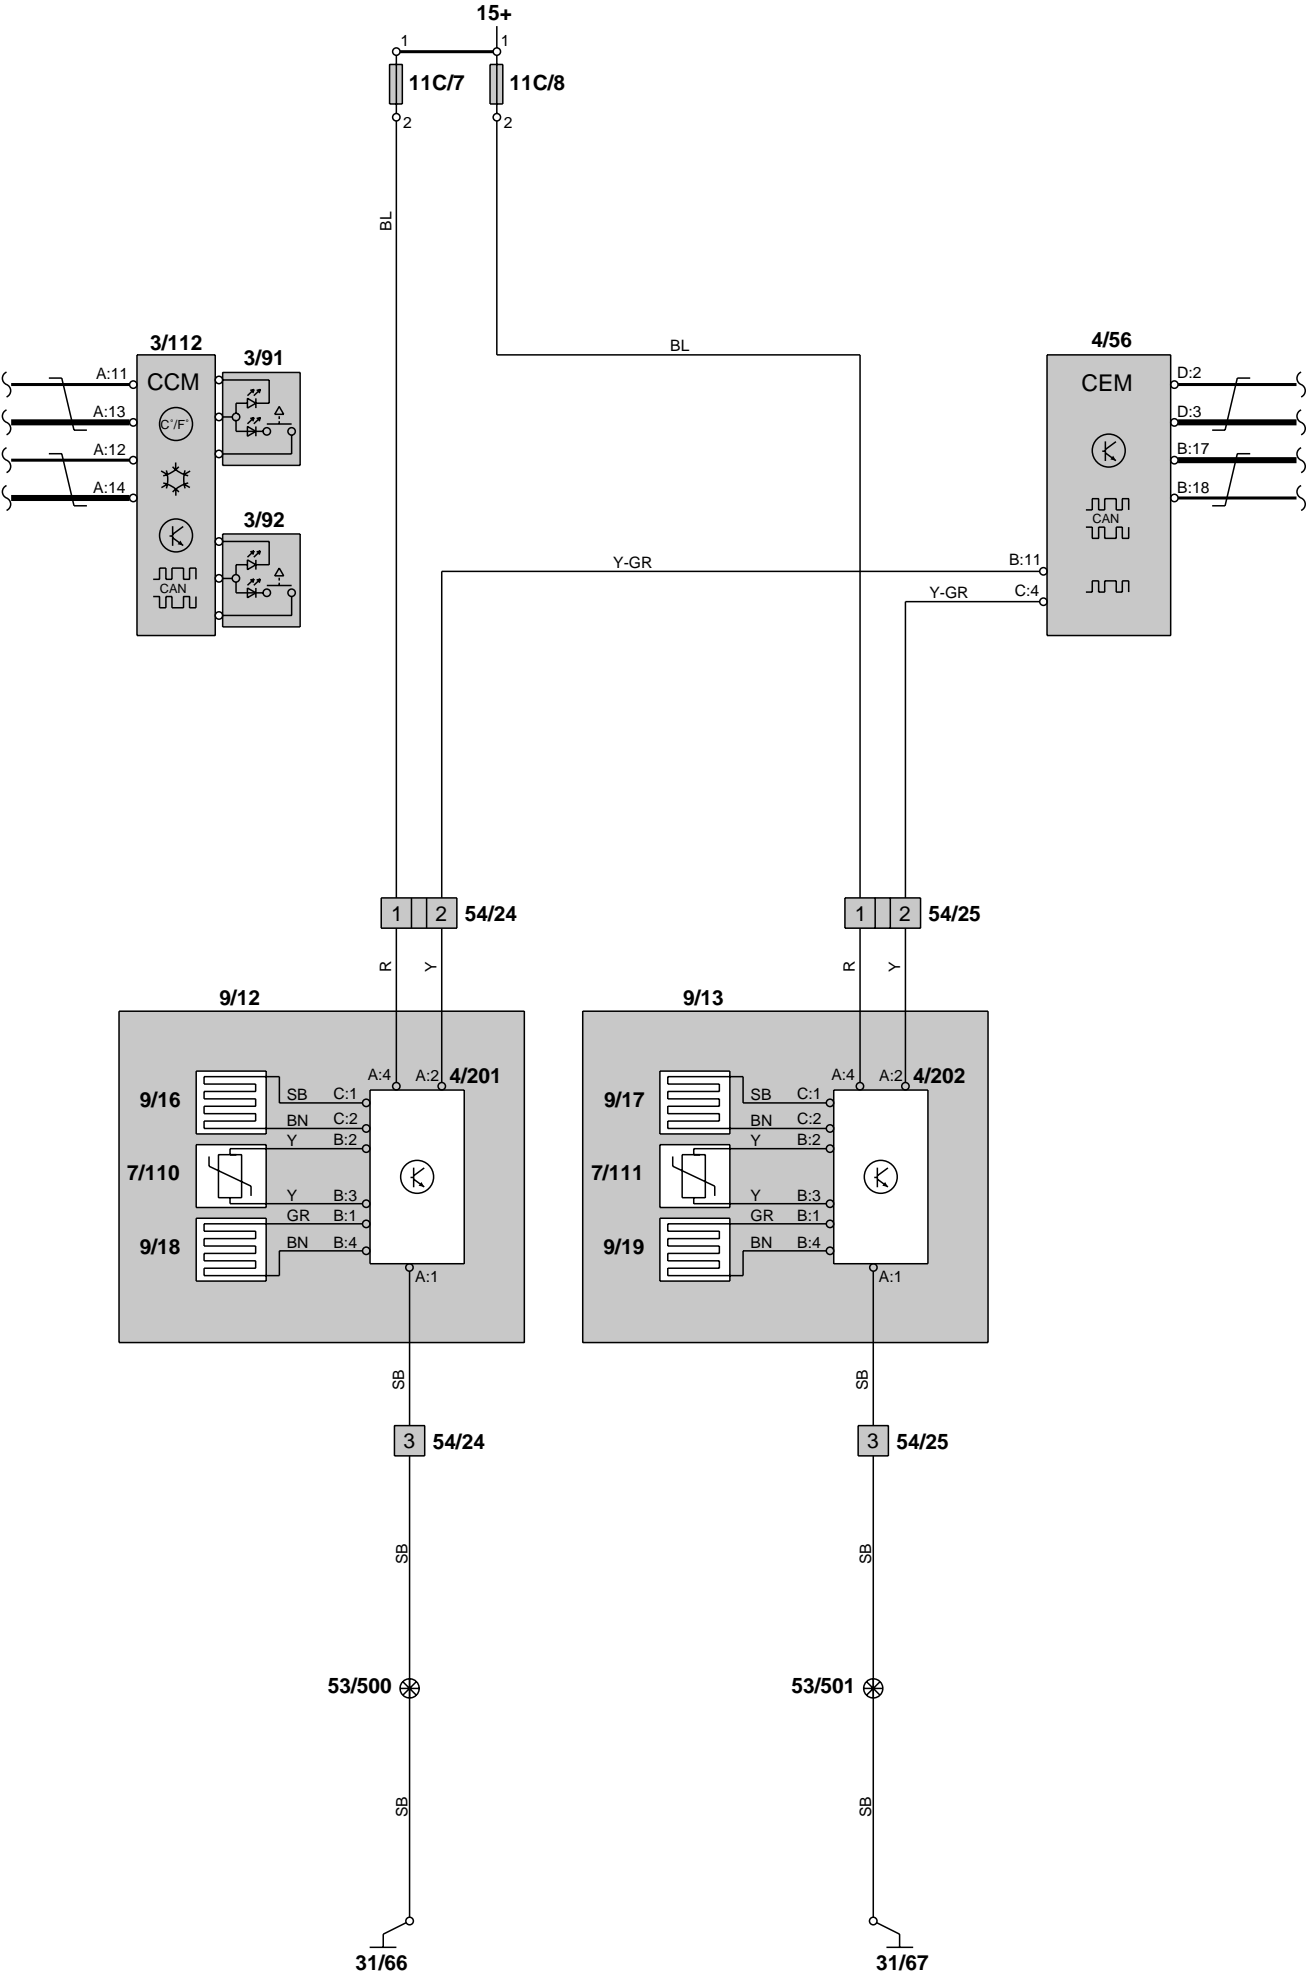 15+
1 1
11C/7 11C/8
2 2
BL
BL
3/112
3/91
4/56
A:11 CCM CEM D:2
A:13 C°/F° D:3
A:12 B:17
A:14 B:18
3/92
CAN
CAN
Y-GR B:11
Y-GR C:4
1 2 54/24 1 2 54/25
R Y R Y
9/12 9/13
A:4 A:2 4/201 A:4 A:2 4/202
9/16 SB C:1 9/17 SB C:1
BN C:2 BN C:2
Y B:2 Y B:2
7/110 7/111
Y B:3 Y B:3
GR B:1 GR B:1
9/18 BN B:4 9/19 BN B:4
A:1 A:1
SB SB
3 54/24 3 54/25
SB SB
53/500 53/501
SB SB
31/66 31/67